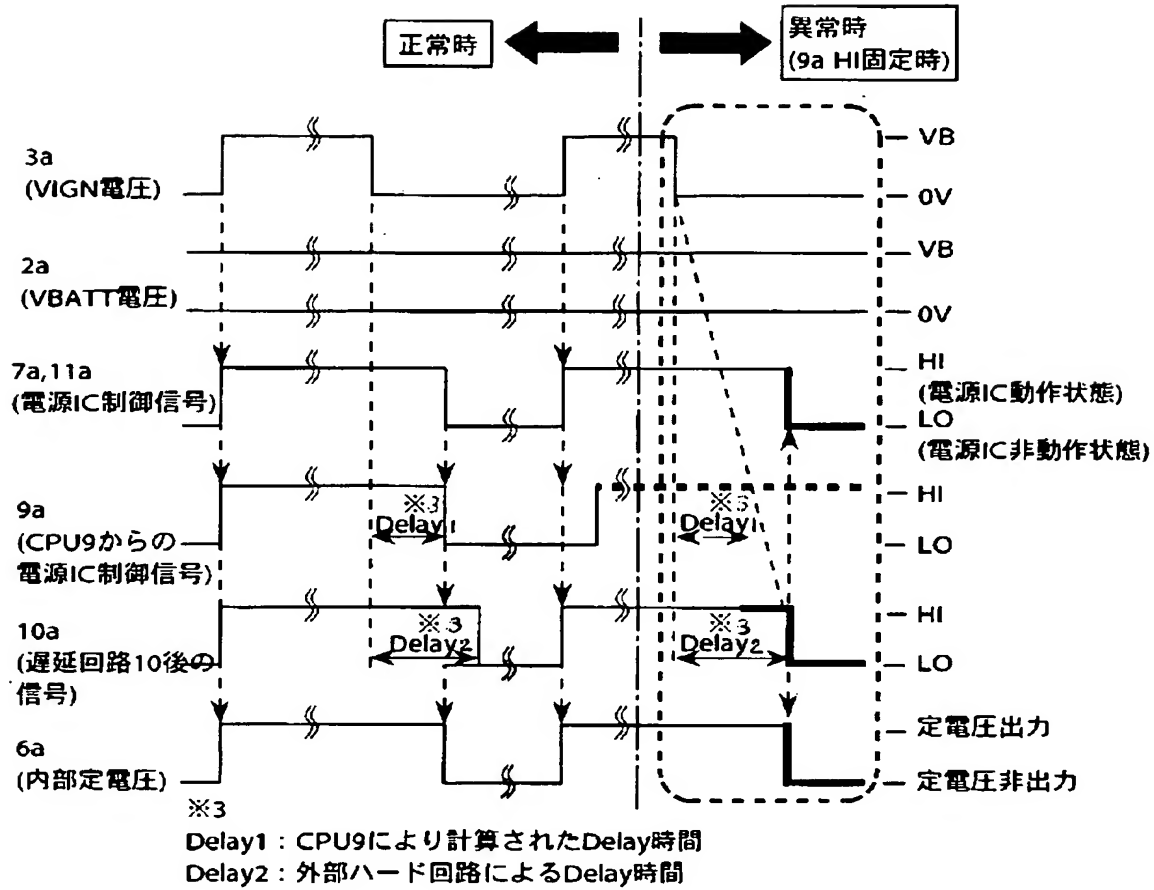 正常時
異常時
(9a HI固定時)
3a
(VIGN電圧)
VB
0V
2a
(VBATT電圧)
VB
0V
7a,11a
(電源IC制御信号)
HI
(電源IC動作状態)
LO
(電源IC非動作状態)
9a
(CPU9からの
電源IC制御信号)
※3
Delay1
※3
Delay1
HI
LO
10a
(遅延回路10後の
信号)
※3
Delay2
※3
Delay2
HI
LO
6a
(内部定電圧)
定電圧出力
定電圧非出力
※3
Delay1:CPU9により計算されたDelay時間
Delay2:外部ハード回路によるDelay時間